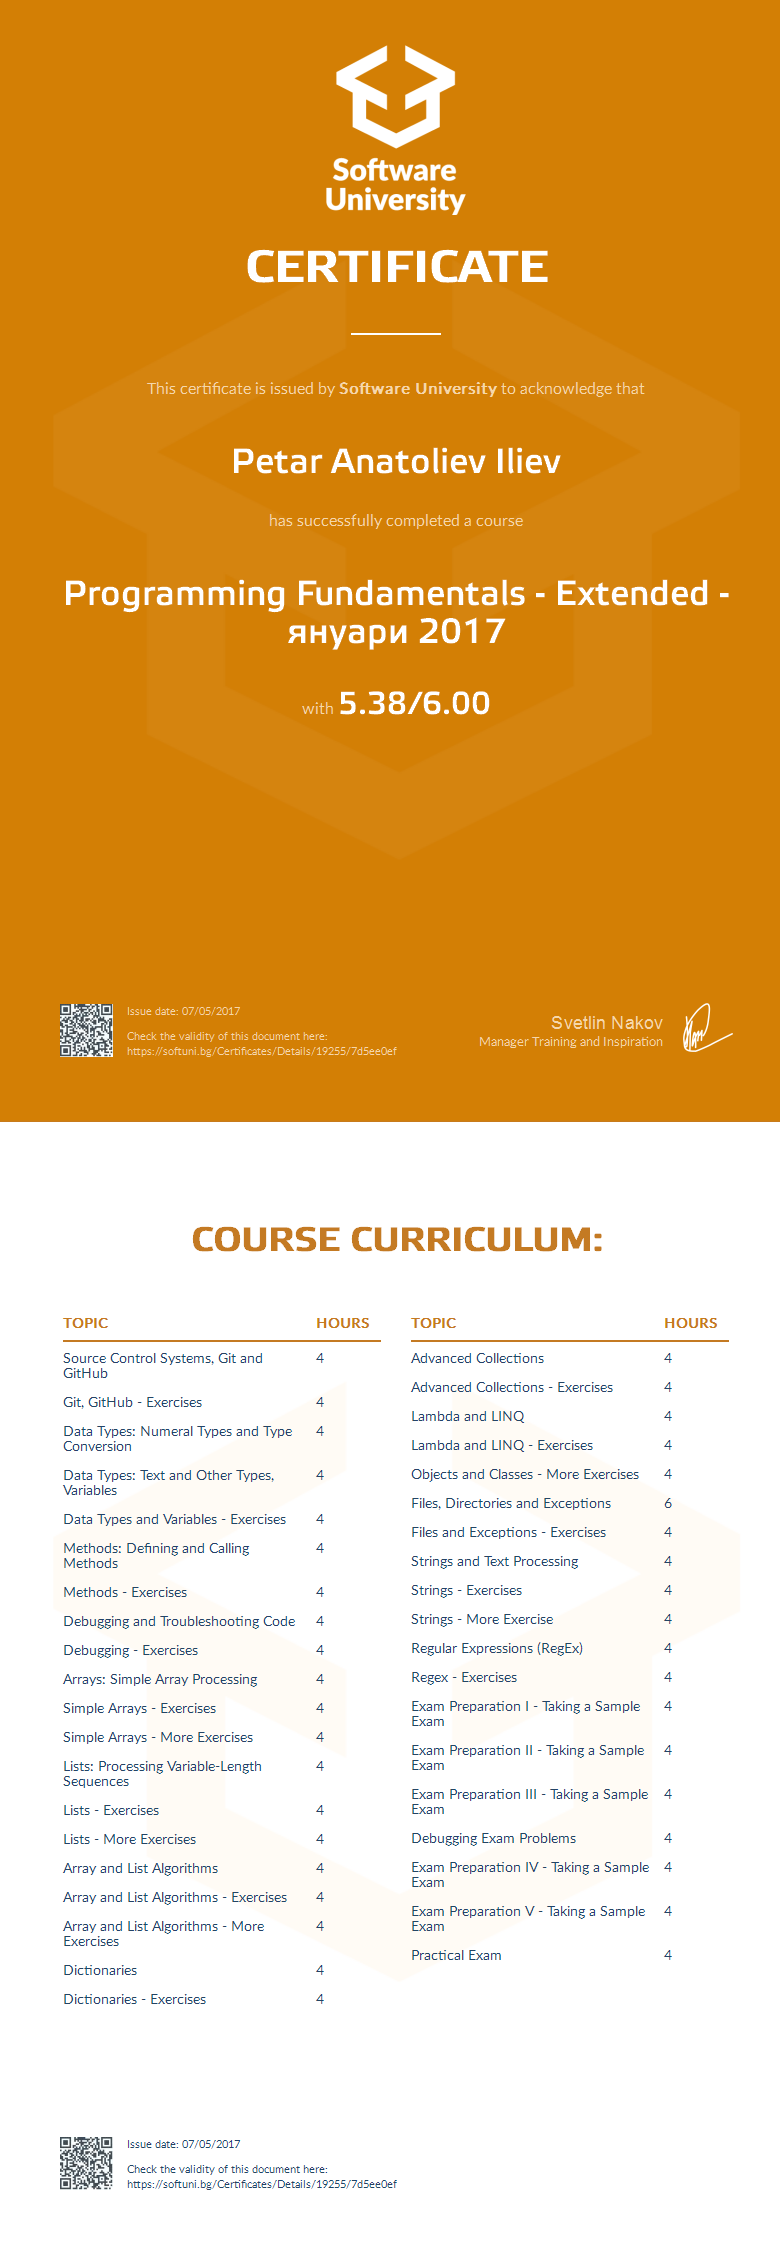 Software
University
CERTIFICATE
This certificate is issued by Software University to acknowledge that
Petar Anatoliev Iliev
has successfully completed a course
Programming Fundamentals - Extended -
януари 2017
with 5.38/6.00
Issue date: 07/05/2017
Check the validity of this document here:
https://softuni.bg/Certificates/Details/19255/7d5ee0ef
Svetlin Nakov
Manager Training and Inspiration
COURSE CURRICULUM:
TOPIC HOURS
Source Control Systems, Git and 4
GitHub
Git, GitHub - Exercises 4
Data Types: Numeral Types and Type 4
Conversion
Data Types: Text and Other Types, 4
Variables
Data Types and Variables - Exercises 4
Methods: Defining and Calling 4
Methods
Methods - Exercises 4
Debugging and Troubleshooting Code 4
Debugging - Exercises 4
Arrays: Simple Array Processing 4
Simple Arrays - Exercises 4
Simple Arrays - More Exercises 4
Lists: Processing Variable-Length 4
Sequences
Lists - Exercises 4
Lists - More Exercises 4
Array and List Algorithms 4
Array and List Algorithms - Exercises 4
Array and List Algorithms - More 4
Exercises
Dictionaries 4
Dictionaries - Exercises 4
TOPIC HOURS
Advanced Collections 4
Advanced Collections - Exercises 4
Lambda and LINQ 4
Lambda and LINQ - Exercises 4
Objects and Classes - More Exercises 4
Files, Directories and Exceptions 6
Files and Exceptions - Exercises 4
Strings and Text Processing 4
Strings - Exercises 4
Strings - More Exercise 4
Regular Expressions (RegEx) 4
Regex - Exercises 4
Exam Preparation I - Taking a Sample 4
Exam
Exam Preparation II - Taking a Sample 4
Exam
Exam Preparation III - Taking a Sample 4
Exam
Debugging Exam Problems 4
Exam Preparation IV - Taking a Sample 4
Exam
Exam Preparation V - Taking a Sample 4
Exam
Practical Exam 4
Issue date: 07/05/2017
Check the validity of this document here:
https://softuni.bg/Certificates/Details/19255/7d5ee0ef